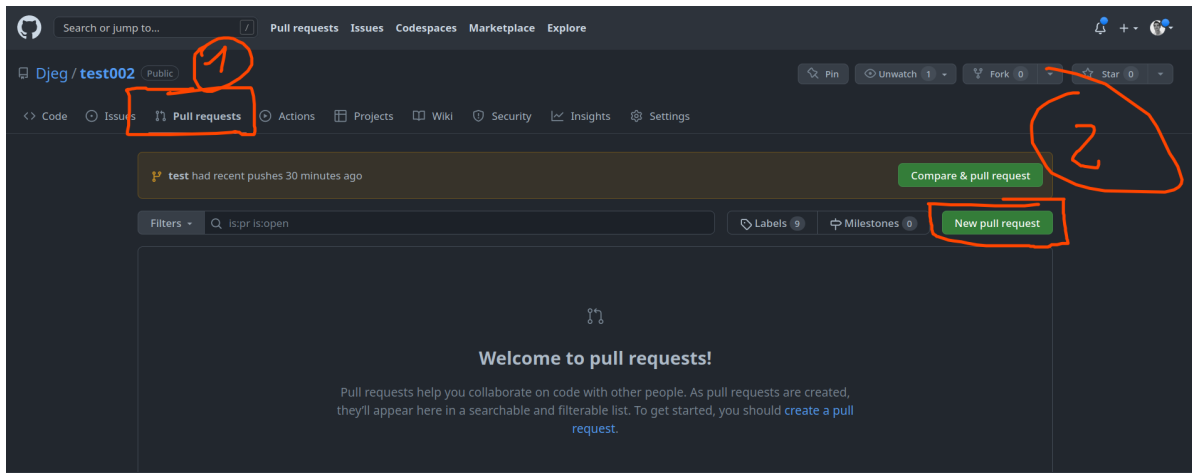 Search or jump to... / Pull requests Issues Codespaces Marketplace Explore
1
Djeg / test002 Public Pin Unwatch 1 Fork 0 Star 0
Code Issues Pull requests Actions Projects Wiki Security Insights Settings
2
test had recent pushes 30 minutes ago Compare & pull request
Filters is:pr is:open Labels 9 Milestones 0 New pull request
Welcome to pull requests!
Pull requests help you collaborate on code with other people. As pull requests are created,
they'll appear here in a searchable and filterable list. To get started, you should create a pull
request.